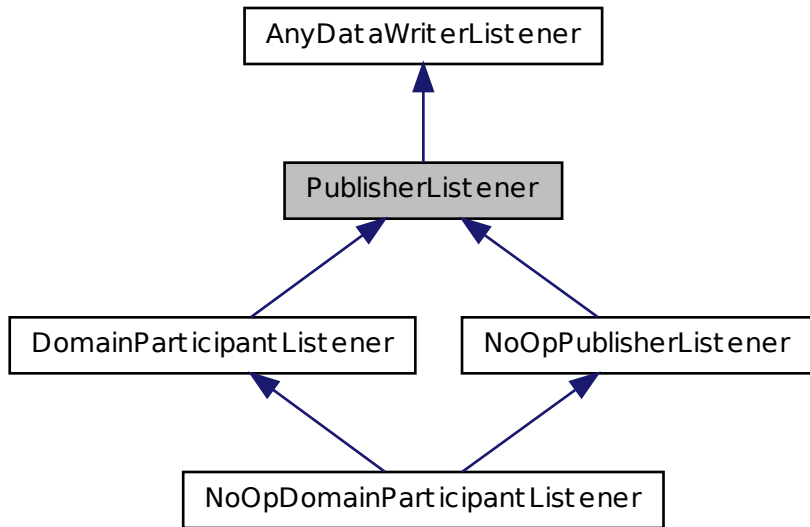 AnyDataWriterListener
PublisherListener
DomainParticipantListener
NoOpPublisherListener
NoOpDomainParticipantListener